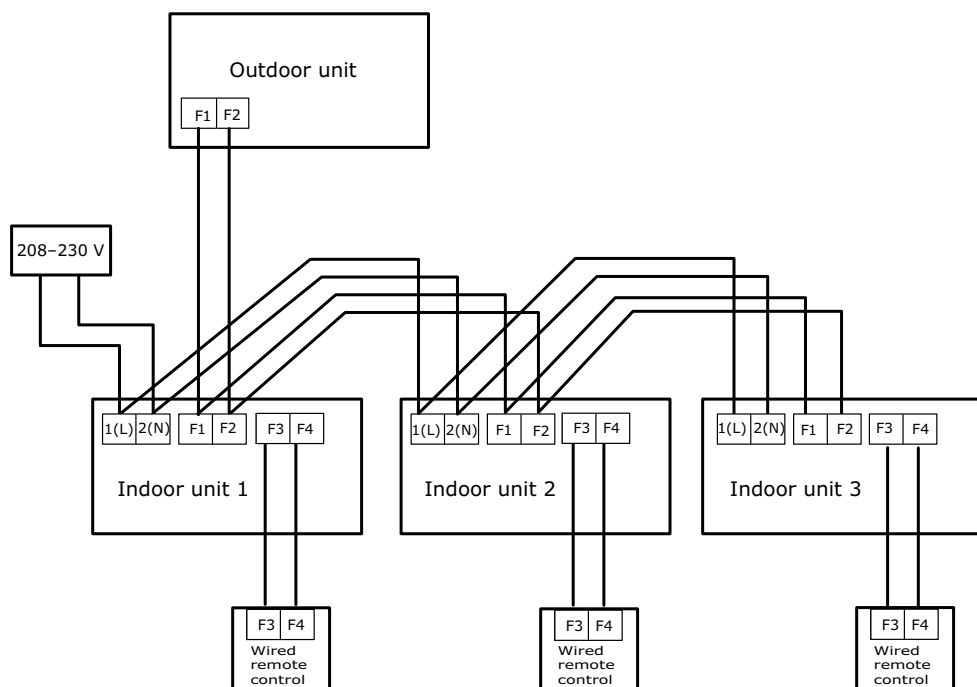 Outdoor unit
F1 F2
208–230 V
1(L) 2(N) F1 F2 F3 F4
Indoor unit 1
1(L) 2(N) F1 F2 F3 F4
Indoor unit 2
1(L) 2(N) F1 F2 F3 F4
Indoor unit 3
F3 F4
Wired
remote
control
F3 F4
Wired
remote
control
F3 F4
Wired
remote
control